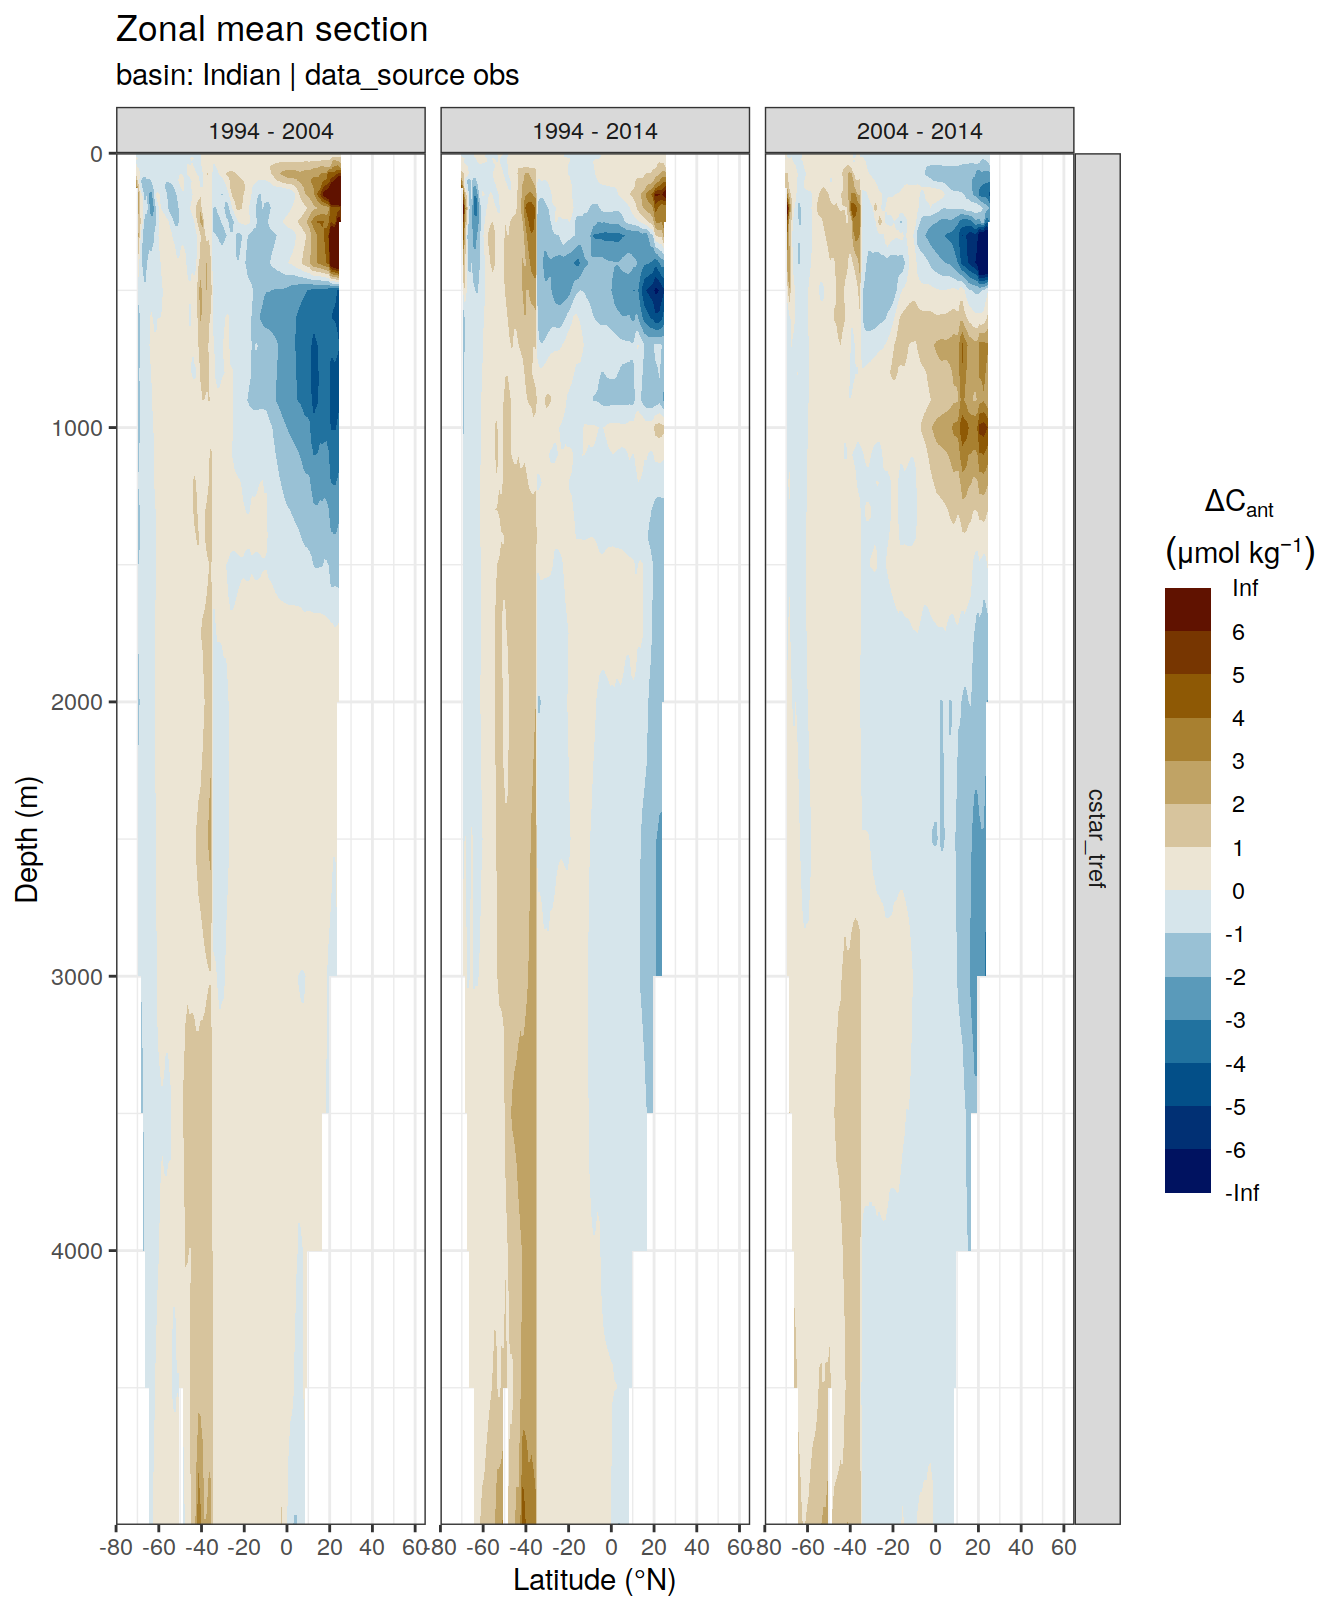 Zonal mean section
basin: Indian | data_source obs
1994 - 2004
1994 - 2014
2004 - 2014
0
1000
2000
3000
4000
Depth (m)
-80 -60 -40 -20 0 20 40 60
-80 -60 -40 -20 0 20 40 60
-80 -60 -40 -20 0 20 40 60
Latitude (°N)
cstar_tref
ΔCant
(μmol kg−1)
Inf
6
5
4
3
2
1
0
-1
-2
-3
-4
-5
-6
-Inf